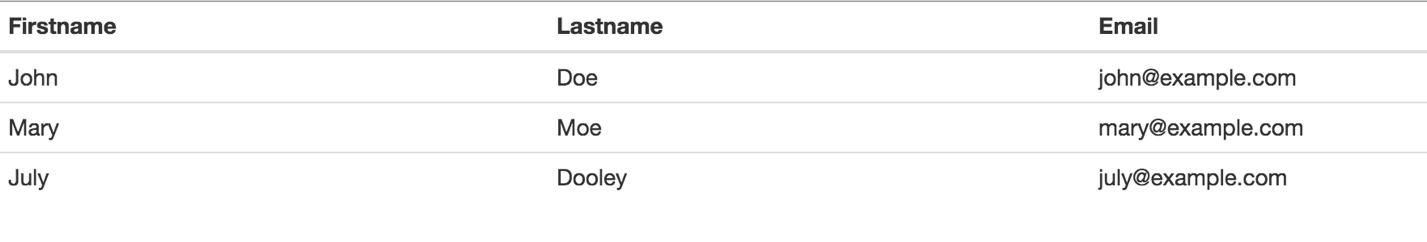 Firstname Lastname Email
John Doe john@example.com
Mary Moe mary@example.com
July Dooley july@example.com